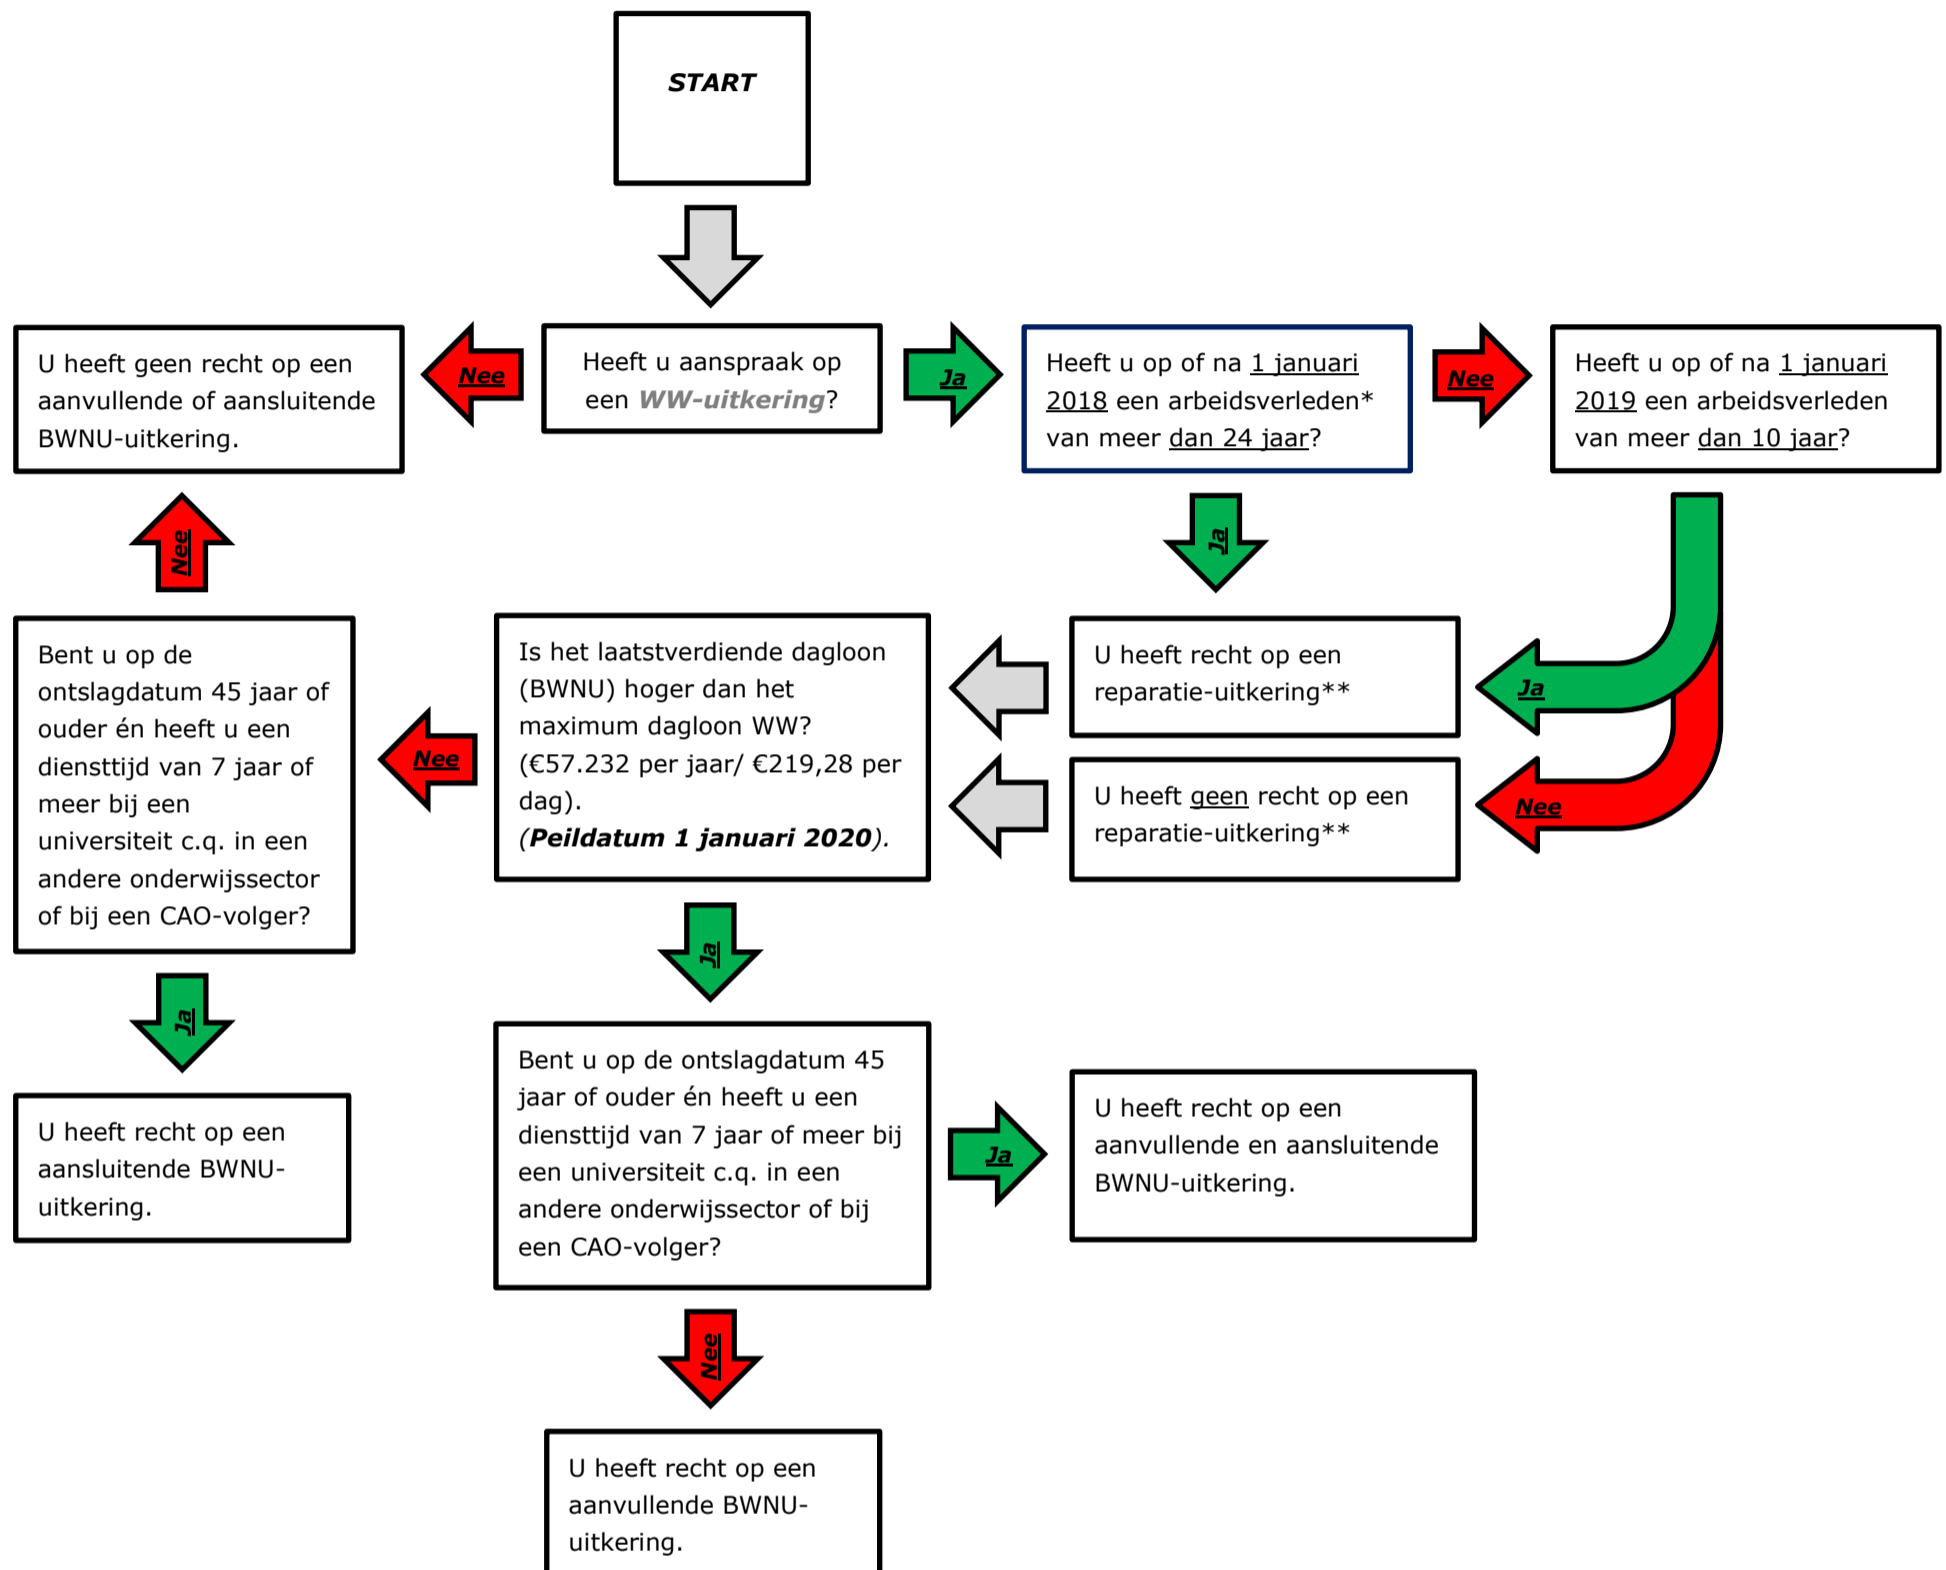 START
Nee
Heeft u aanspraak op
een WW-uitkering?
Ja
Heeft u op of na 1 januari
2018 een arbeidsverleden*
van meer dan 24 jaar?
Nee
Heeft u op of na 1 januari
2019 een arbeidsverleden
van meer dan 10 jaar?
U heeft geen recht op een
aanvullende of aansluitende
BWNU-uitkering.
Nee
Ja
Bent u op de
ontslagdatum 45 jaar of
ouder én heeft u een
diensttijd van 7 jaar of
meer bij een
universiteit c.q. in een
andere onderwijssector
of bij een CAO-volger?
Nee
Is het laatstverdiende dagloon
(BWNU) hoger dan het
maximum dagloon WW?
(€57.232 per jaar/ €219,28 per
dag).
(Peildatum 1 januari 2020).
U heeft recht op een
reparatie-uitkering**
Ja
U heeft geen recht op een
reparatie-uitkering**
Nee
Ja
Ja
U heeft recht op een
aansluitende BWNU-
uitkering.
Bent u op de ontslagdatum 45
jaar of ouder én heeft u een
diensttijd van 7 jaar of meer bij
een universiteit c.q. in een
andere onderwijssector of bij
een CAO-volger?
Ja
U heeft recht op een
aanvullende en aansluitende
BWNU-uitkering.
Nee
U heeft recht op een
aanvullende BWNU-
uitkering.